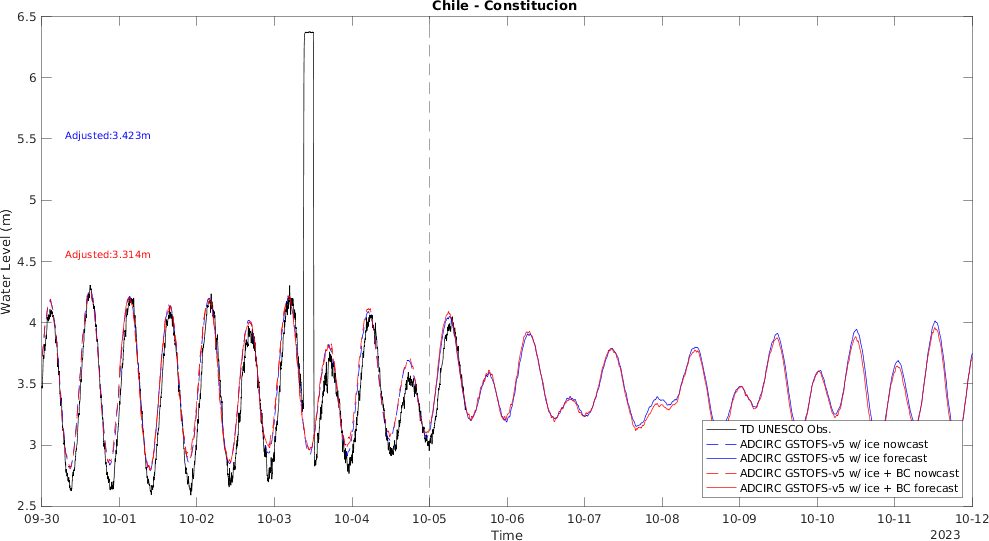 Chile - Constitucion
6.5
6
5.5
5
4.5
4
3.5
3
2.5
Water Level (m)
Adjusted:3.423m
Adjusted:3.314m
TD UNESCO Obs.
ADCIRC GSTOFS-v5 w/ ice nowcast
ADCIRC GSTOFS-v5 w/ ice forecast
ADCIRC GSTOFS-v5 w/ ice + BC nowcast
ADCIRC GSTOFS-v5 w/ ice + BC forecast
09-30 10-01 10-02 10-03 10-04 10-05 10-06 10-07 10-08 10-09 10-10 10-11 10-12
Time
2023